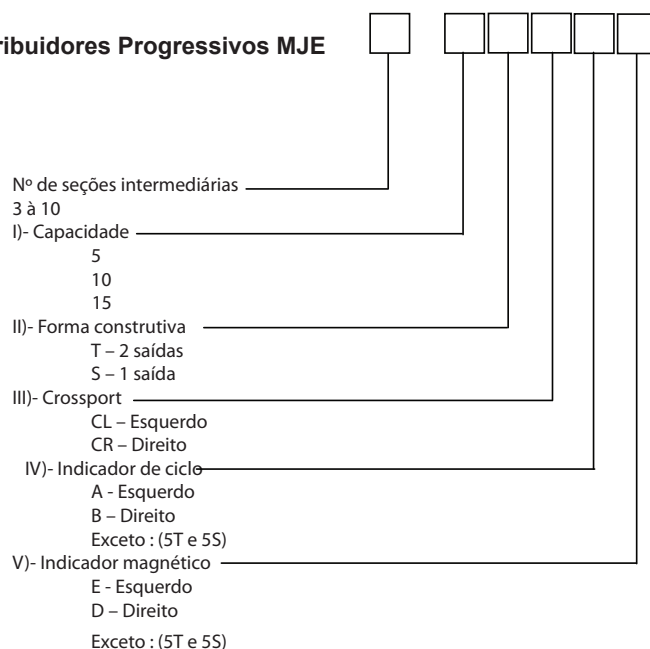 ribuidores Progressivos MJE
Nº de seções intermediárias
3 à 10
I)- Capacidade
5
10
15
II)- Forma construtiva
T – 2 saídas
S – 1 saída
III)- Crossport
CL – Esquerdo
CR – Direito
IV)- Indicador de ciclo
A - Esquerdo
B – Direito
Exceto : (5T e 5S)
V)- Indicador magnético
E - Esquerdo
D – Direito
Exceto : (5T e 5S)